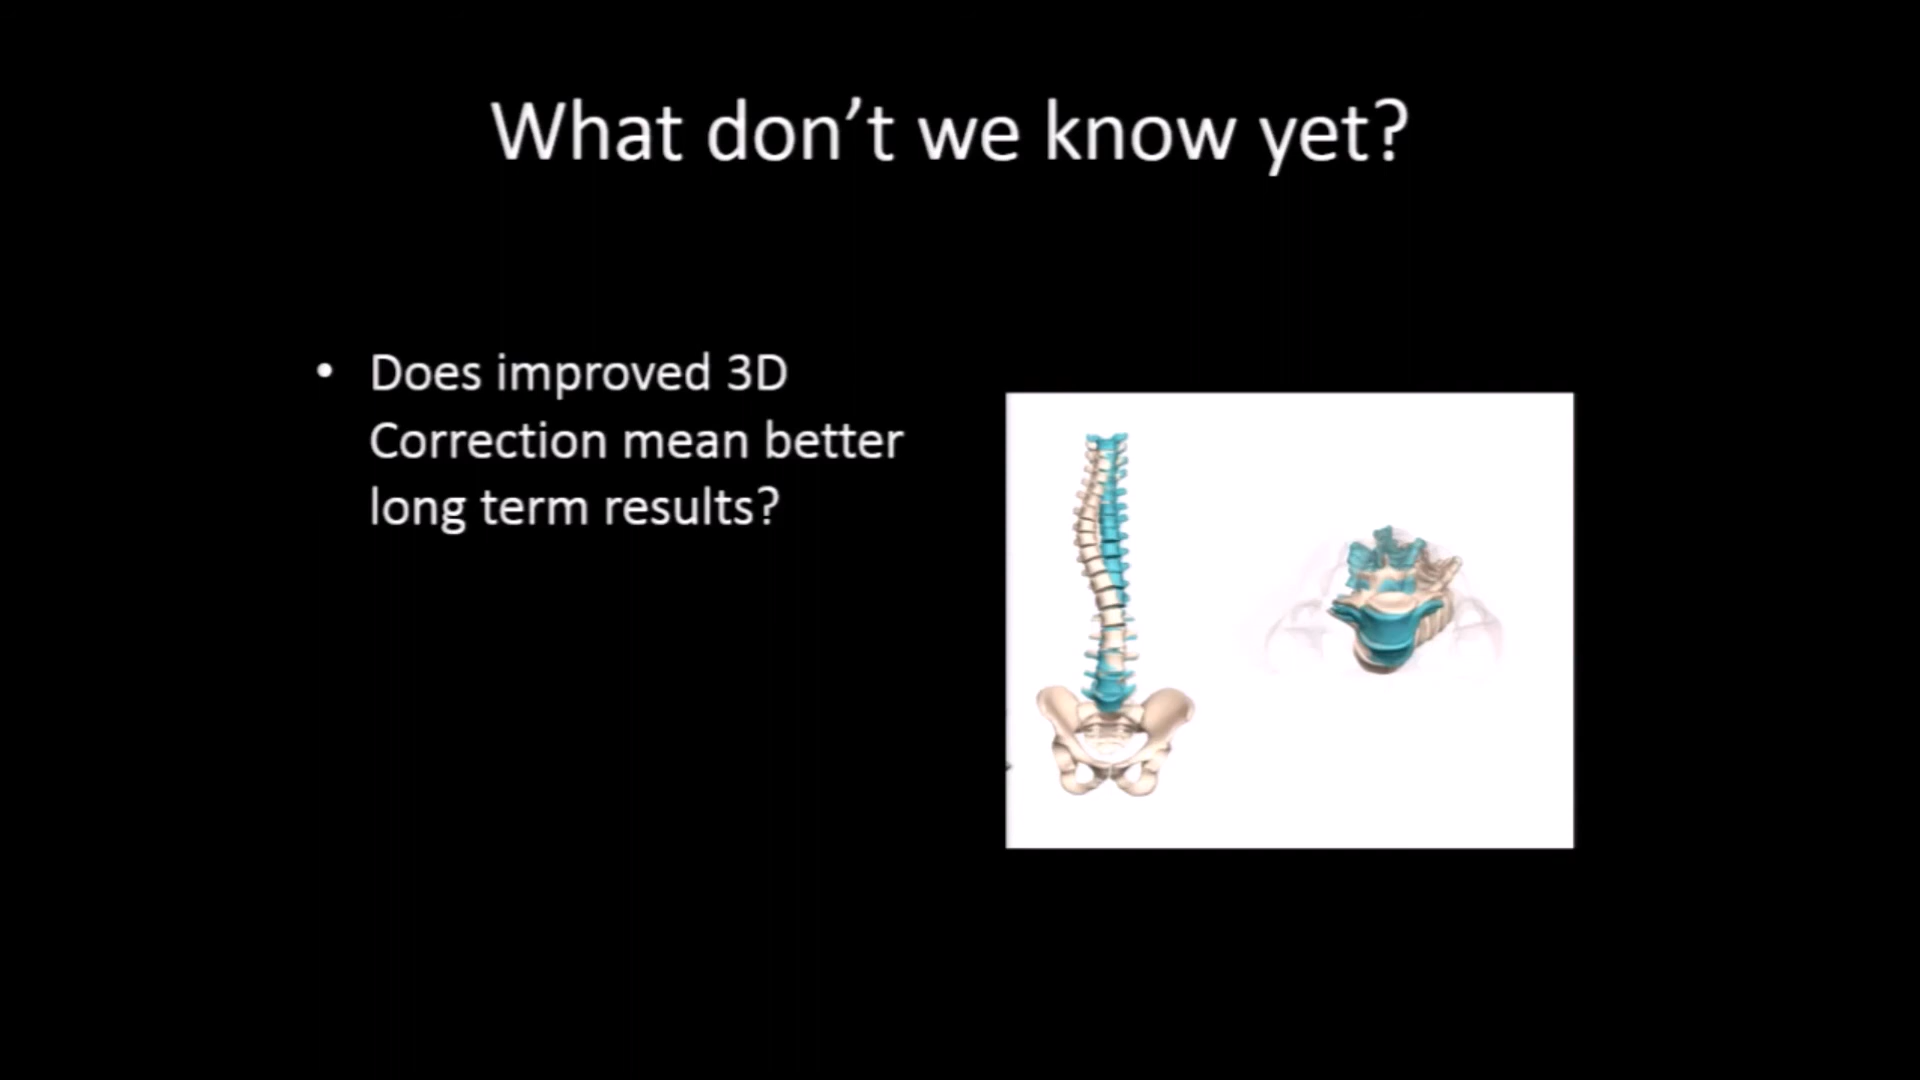 What don’t we know yet?
• Does improved 3D
Correction mean better
long term results?